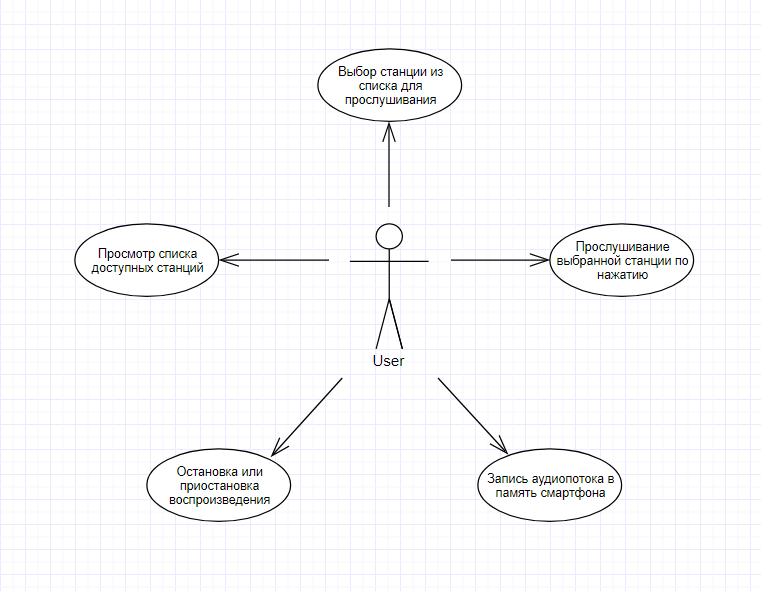 Выбор станции из
списка для
прослушивания
Просмотр списка
доступных станций
Прослушивание
выбранной станции по
нажатию
User
Остановка или
приостановка
воспроизведения
Запись аудиопотока в
память смартфона